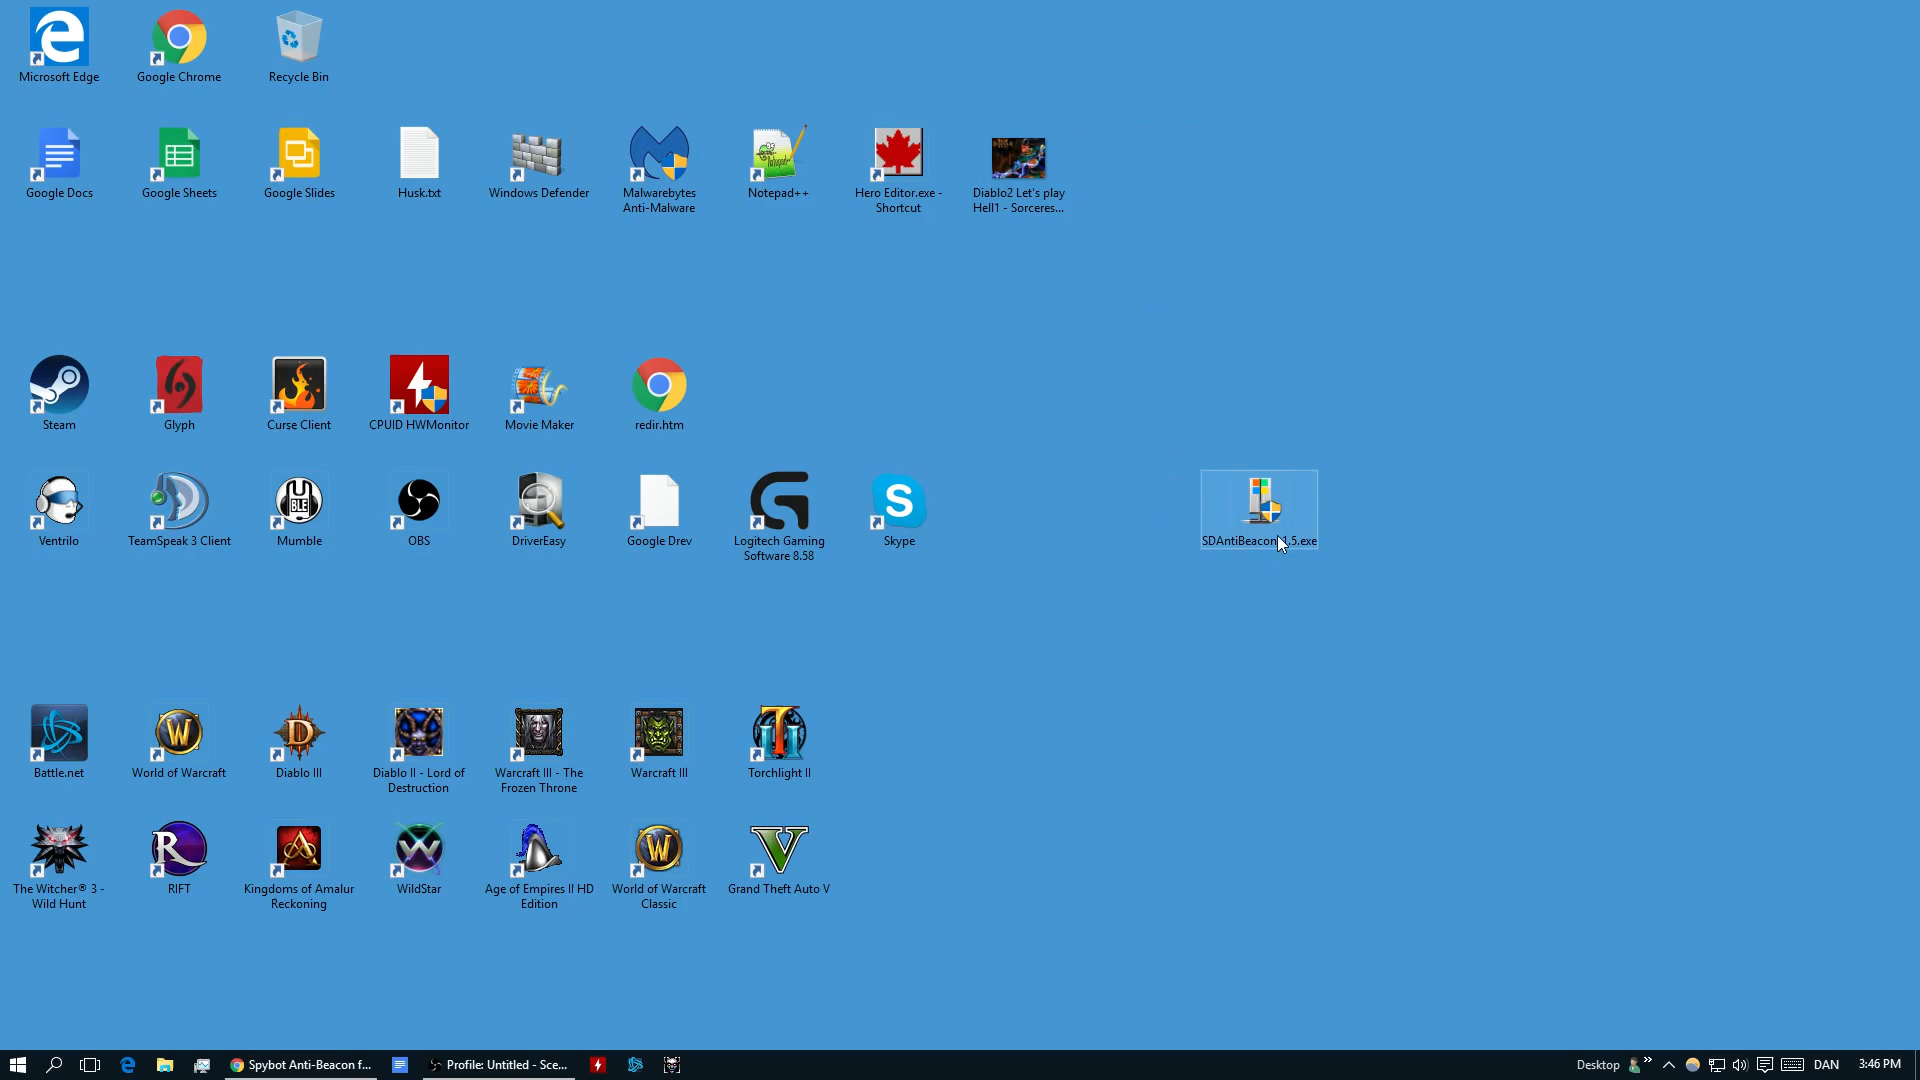 Microsoft Edge
Google Chrome
Recycle Bin
Google Docs
Google Sheets
Google Slides
Husk.txt
Windows Defender
Malwarebytes
Anti-Malware
Notepad++
Hero Editor.exe -
Shortcut
Diablo2 Let's play
Hell1 - Sorceres...
Steam
Glyph
Curse Client
CPUID HWMonitor
Movie Maker
redir.htm
Ventrilo
TeamSpeak 3 Client
Mumble
OBS
DriverEasy
Google Drev
Logitech Gaming
Software 8.58
Skype
SDAntiBeacon 1.5.exe
Battle.net
World of Warcraft
Diablo III
Diablo II - Lord of
Destruction
Warcraft III - The
Frozen Throne
Warcraft III
Torchlight II
The Witcher® 3 -
Wild Hunt
RIFT
Kingdoms of Amalur
Reckoning
WildStar
Age of Empires II HD
Edition
World of Warcraft
Classic
Grand Theft Auto V
Spybot Anti-Beacon f...
Profile: Untitled - Sce...
Desktop
DAN
3:46 PM